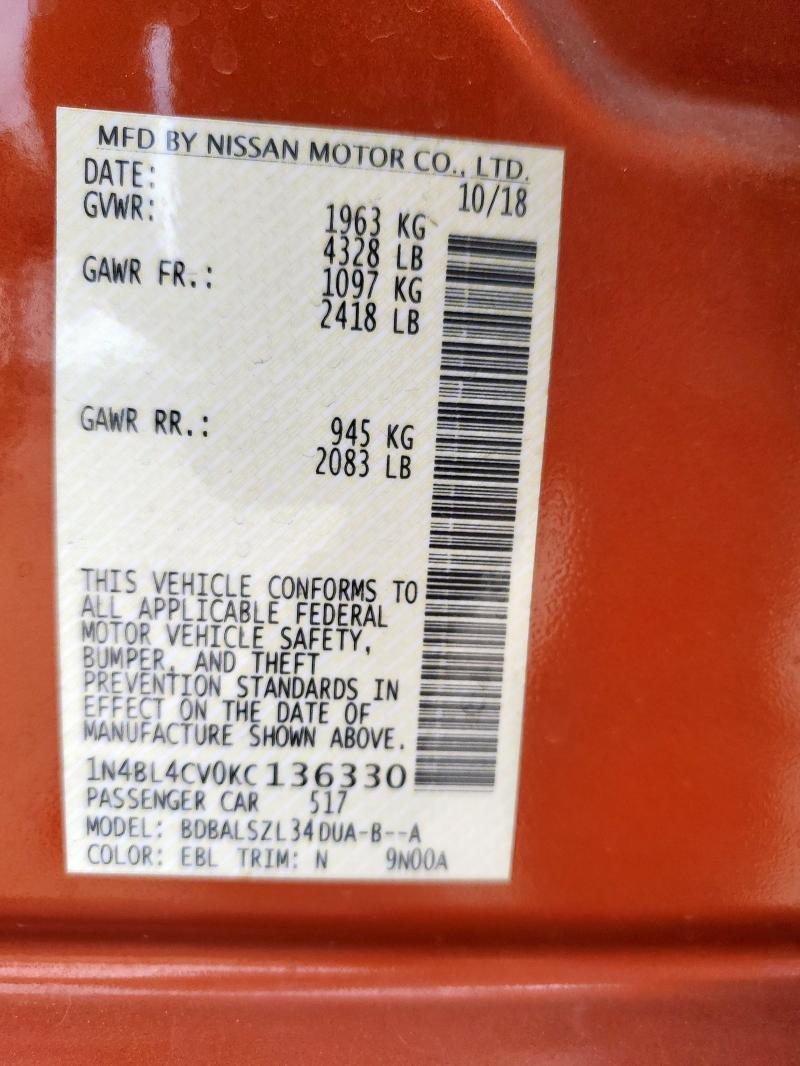 MFD BY NISSAN MOTOR CO., LTD.
DATE: 10/18
GVWR: 1963 KG
4328 LB
GAWR FR.: 1097 KG
2418 LB
GAWR RR.: 945 KG
2083 LB
THIS VEHICLE CONFORMS TO
ALL APPLICABLE FEDERAL
MOTOR VEHICLE SAFETY,
BUMPER, AND THEFT
PREVENTION STANDARDS IN
EFFECT ON THE DATE OF
MANUFACTURE SHOWN ABOVE.
1N4BL4CV0KC136330
PASSENGER CAR 517
MODEL: BDBALSZL34DUA-B--A
COLOR: EBL TRIM: N 9N00A